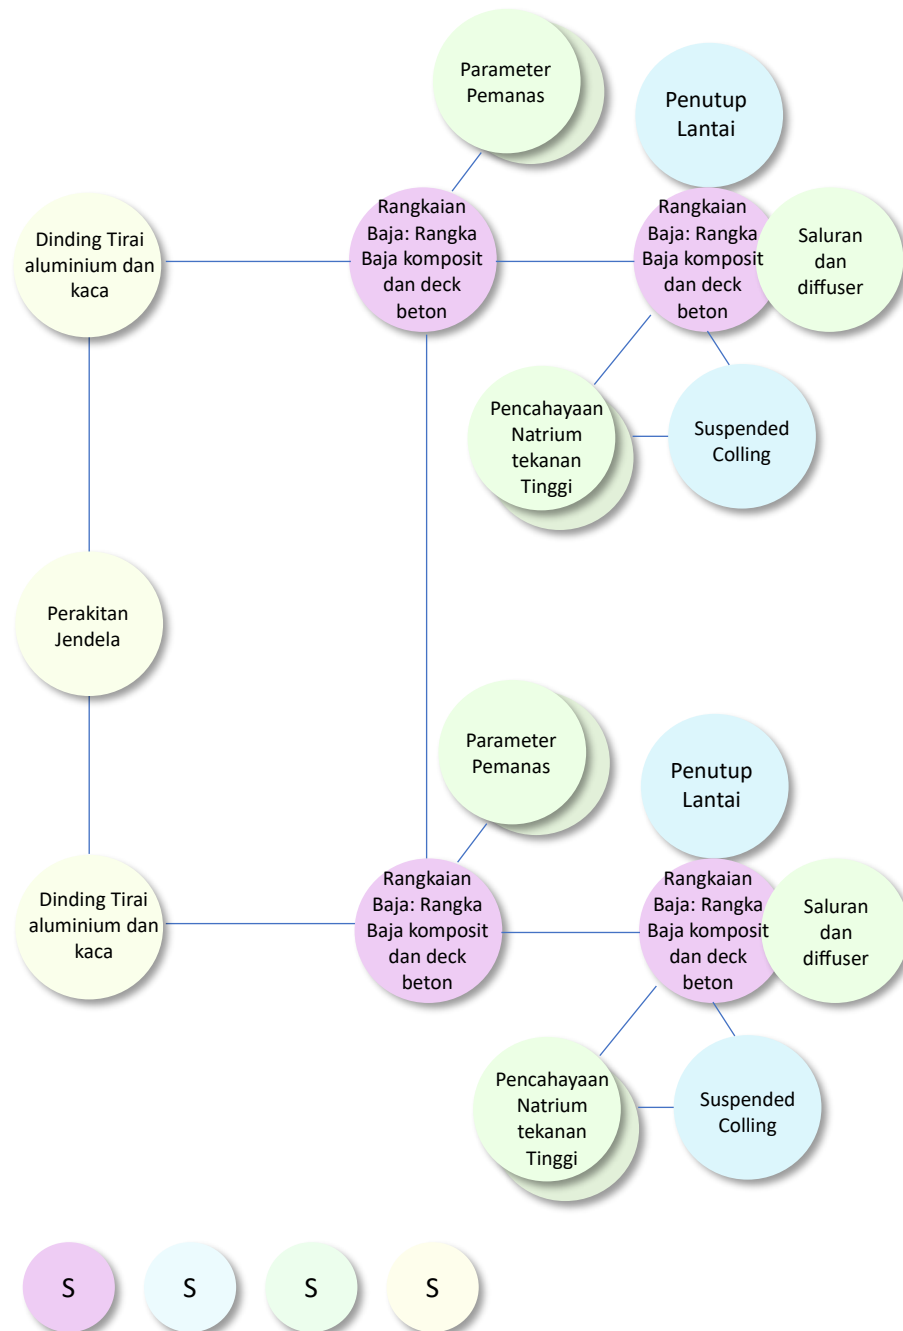 Parameter
Pemanas
Penutup
Lantai
Dinding Tirai
aluminium dan
kaca
Rangkaian
Baja: Rangka
Baja komposit
dan deck
beton
Rangkaian
Baja: Rangka
Baja komposit
dan deck
beton
Saluran
dan
diffuser
Pencahayaan
Natrium
tekanan
Tinggi
Suspended
Colling
Perakitan
Jendela
Parameter
Pemanas
Penutup
Lantai
Dinding Tirai
aluminium dan
kaca
Rangkaian
Baja: Rangka
Baja komposit
dan deck
beton
Rangkaian
Baja: Rangka
Baja komposit
dan deck
beton
Saluran
dan
diffuser
Pencahayaan
Natrium
tekanan
Tinggi
Suspended
Colling
S
S
S
S